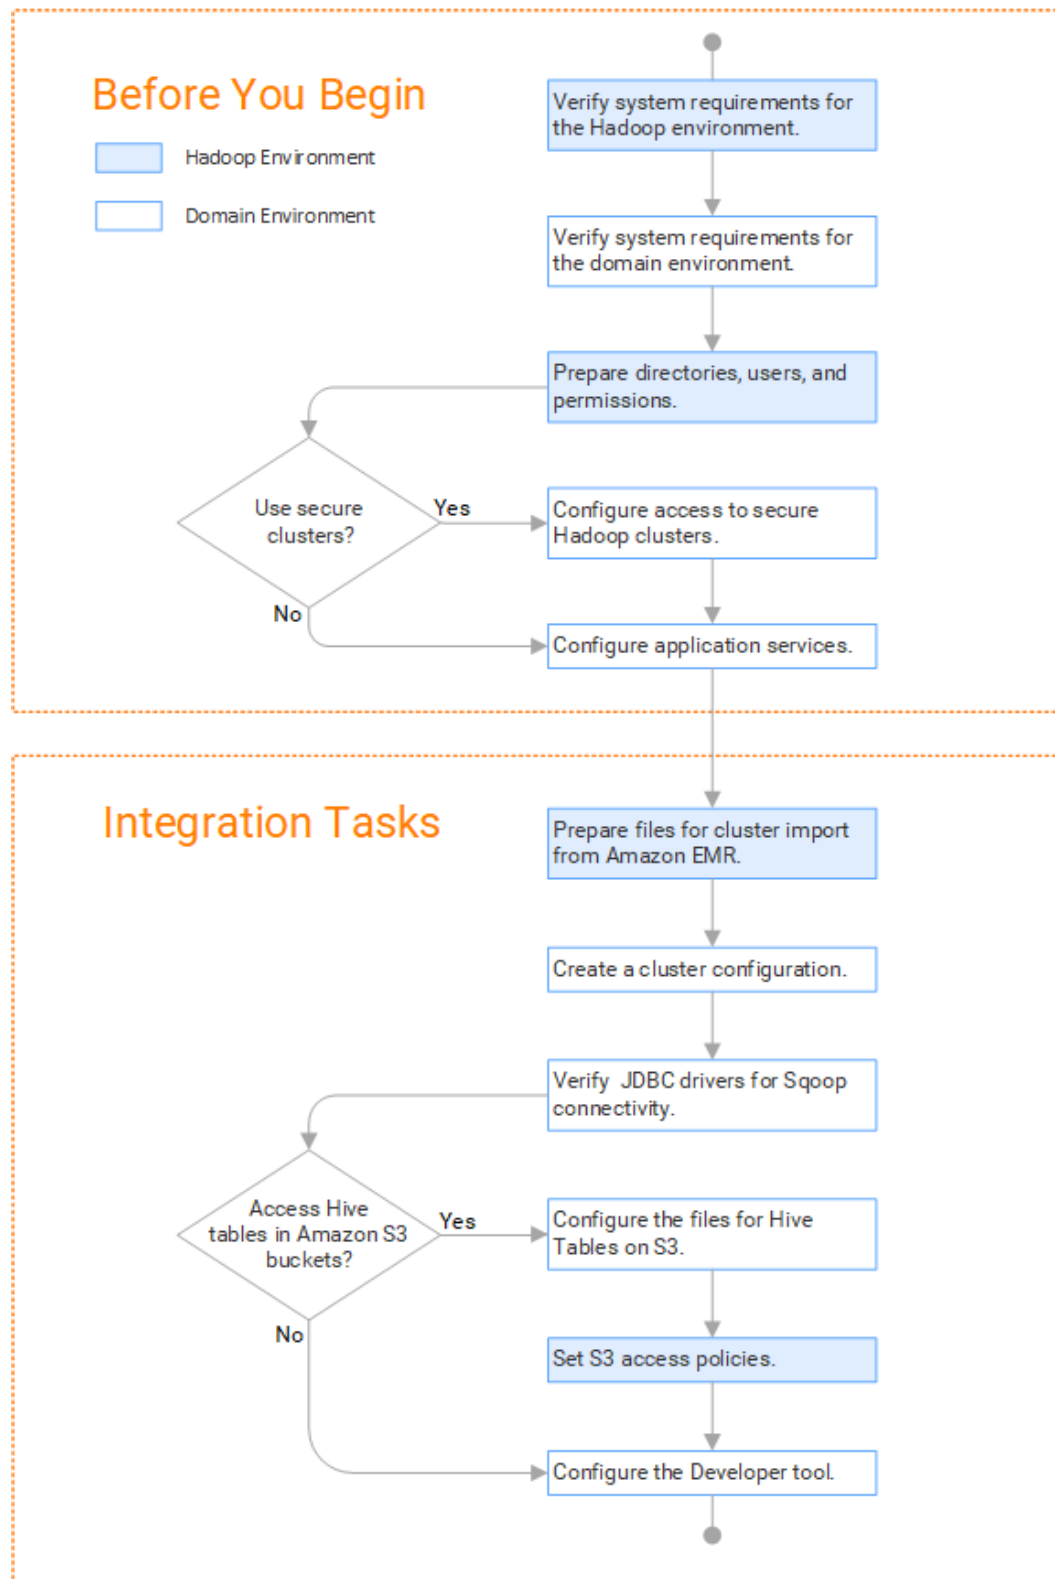 Before You Begin
Hadoop Environment
Domain Environment
Verify system requirements for
the Hadoop environment.
Verify system requirements for
the domain environment.
Prepare directories, users, and
permissions.
Use secure
clusters?
Yes
Configure access to secure
Hadoop clusters.
No
Configure application services.
Integration Tasks
Prepare files for cluster import
from Amazon EMR.
Create a cluster configuration.
Verify JDBC drivers for Sqoop
connectivity.
Access Hive
tables in Amazon S3
buckets?
Yes
Configure the files for Hive
Tables on S3.
No
Set S3 access policies.
Configure the Developer tool.